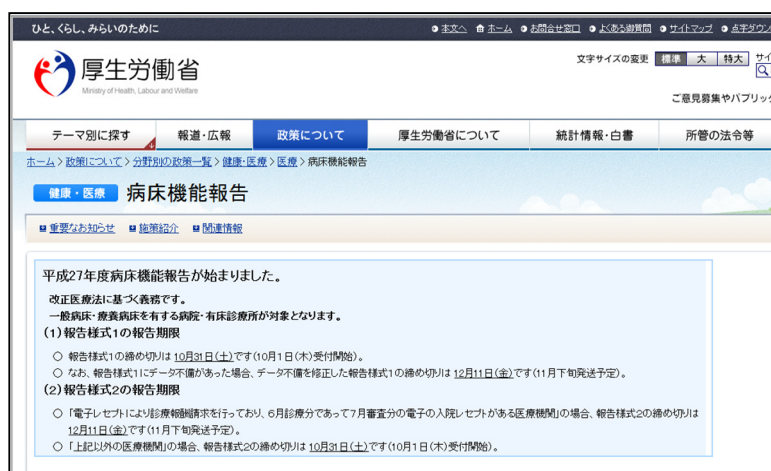 ひと、くらし、みらいのために
本文へ ホーム お問合せ窓口 よくある御質問 サイトマップ 点字ダウン
文字サイズの変更 標準 大 特大 サイ
厚生労働省
Ministry of Health, Labour and Welfare
ご意見募集やパブリッ
テーマ別に探す 報道・広報 政策について 厚生労働省について 統計情報・白書 所管の法令等
ホーム > 政策について > 分野別の政策一覧 > 健康・医療 > 医療 > 病床機能報告
健康・医療 病床機能報告
重要なお知らせ 施策紹介 関連情報
平成27年度病床機能報告が始まりました。
改正医療法に基づく義務です。
一般病床・療養病床を有する病院・有床診療所が対象となります。
(1)報告様式1の報告期限
○ 報告様式1の締め切りは 10月31日(土)です(10月1日(木)受付開始)。
○ なお、報告様式1にデータ不備があった場合、データ不備を修正した報告様式1の締め切りは 12月11日(金)です(11月下旬発送予定)。
(2)報告様式2の報告期限
○ 「電子レセプトにより診療報酬請求を行っており、6月診療分であって7月審査分の電子の入院レセプトがある医療機関」の場合、報告様式2の締め切りは
12月11日(金)です(11月下旬発送予定)。
○ 「上記以外の医療機関」の場合、報告様式2の締め切りは 10月31日(土)です(10月1日(木)受付開始)。